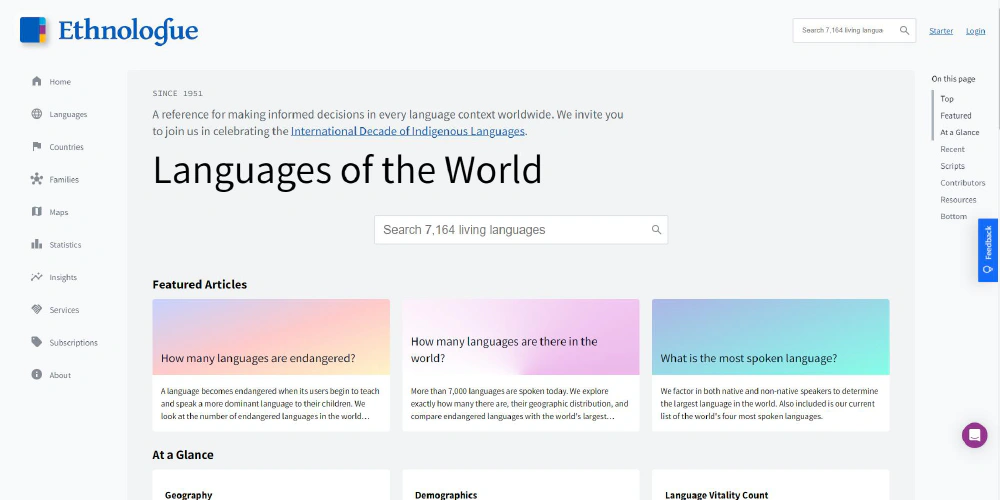 Ethnologue
Search 7,164 living langua
Starter
Login
Home
Languages
Countries
Families
Maps
Statistics
Insights
Services
Subscriptions
About
SINCE 1951
A reference for making informed decisions in every language context worldwide. We invite you
to join us in celebrating the International Decade of Indigenous Languages.
Languages of the World
Search 7,164 living languages
Featured Articles
How many languages are endangered?
A language becomes endangered when its users begin to teach
and speak a more dominant language to their children. We
look at the number of endangered languages in the world…
How many languages are there in the
world?
More than 7,000 languages are spoken today. We explore
exactly how many there are, their geographic distribution, and
compare endangered languages with the world's largest…
What is the most spoken language?
We factor in both native and non-native speakers to determine
the largest language in the world. Also included is our current
list of the world's four most spoken languages.
At a Glance
Geography
Demographics
Language Vitality Count
On this page
Top
Featured
At a Glance
Recent
Scripts
Contributors
Resources
Bottom
Feedback